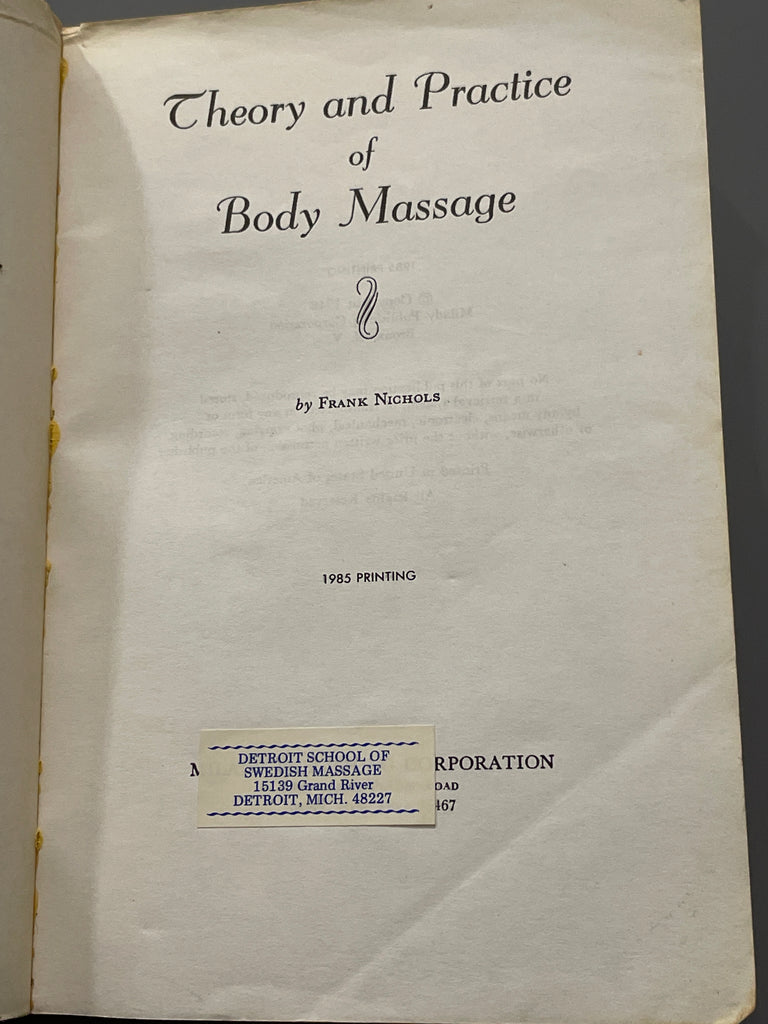 Theory and Practice
of
Body Massage
by FRANK NICHOLS
1985 PRINTING
DETROIT SCHOOL OF
SWEDISH MASSAGE
15139 Grand River
DETROIT, MICH. 48227
RPORATION
OAD
467